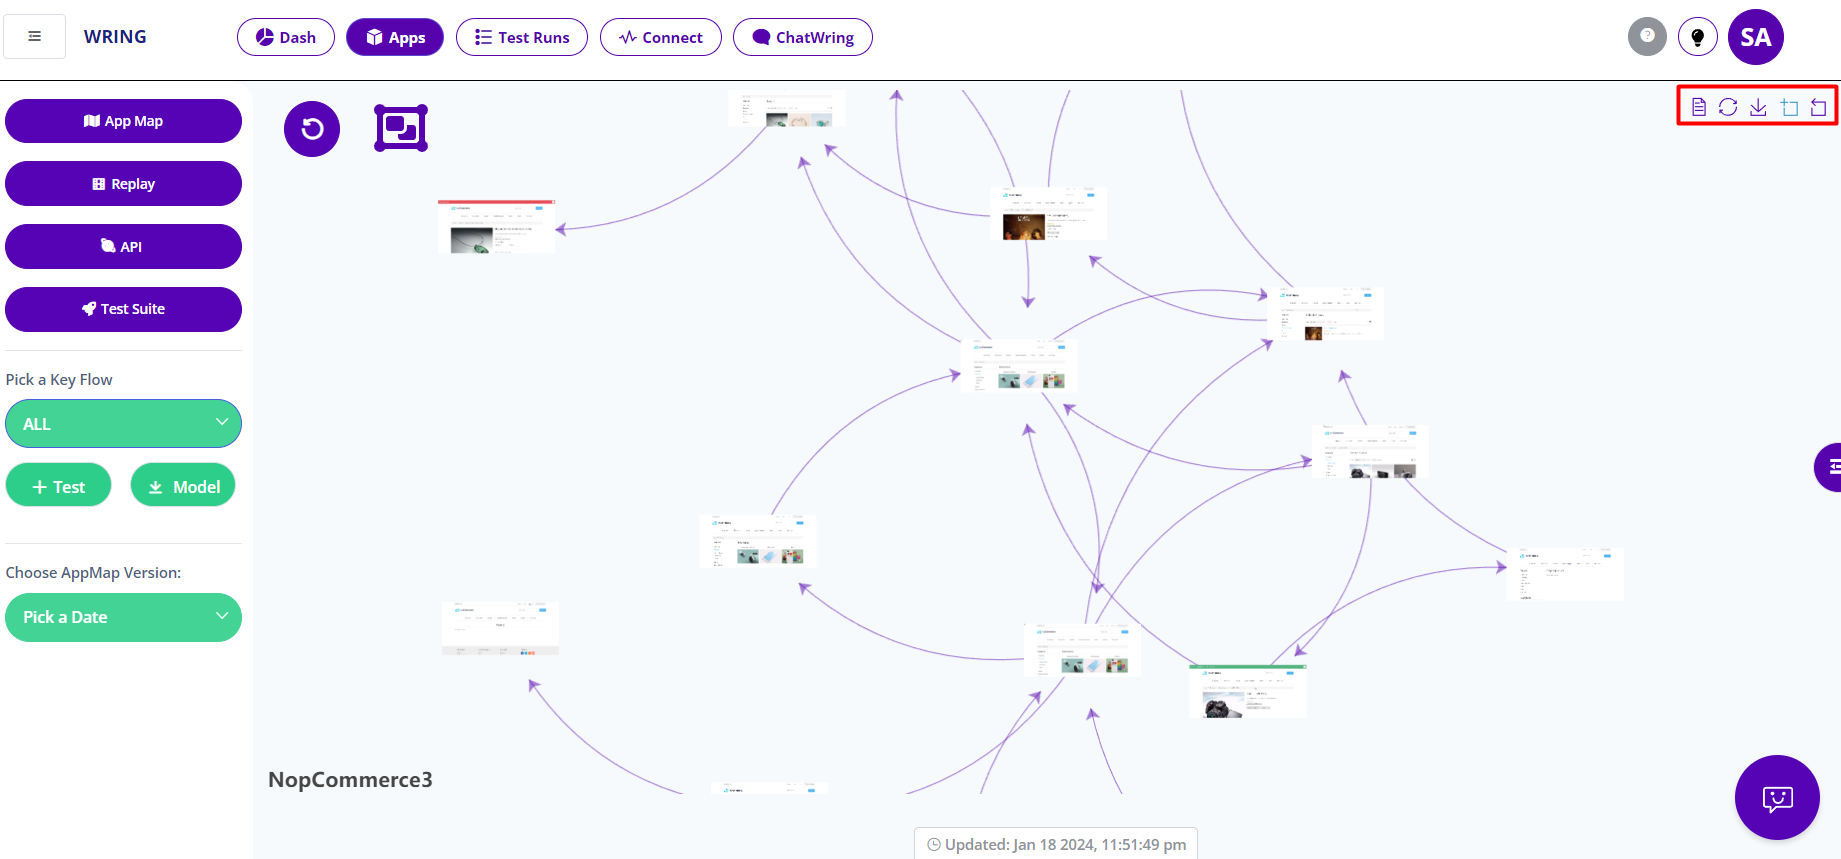 WRING
Dash
Apps
Test Runs
Connect
ChatWring
?
SA
App Map
Replay
API
Test Suite
Pick a Key Flow
ALL
+ Test
Model
Choose AppMap Version:
Pick a Date
NopCommerce3
Updated: Jan 18 2024, 11:51:49 pm